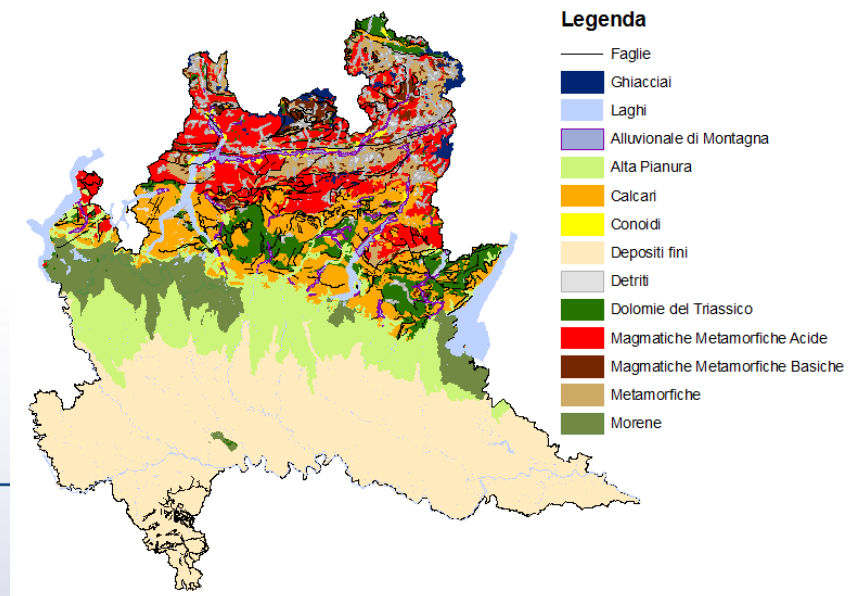 Legenda
Faglie
Ghiacciai
Laghi
Alluvionale di Montagna
Alta Pianura
Calcari
Conoidi
Depositi fini
Detriti
Dolomie del Triassico
Magmatiche Metamorfiche Acide
Magmatiche Metamorfiche Basiche
Metamorfiche
Morene